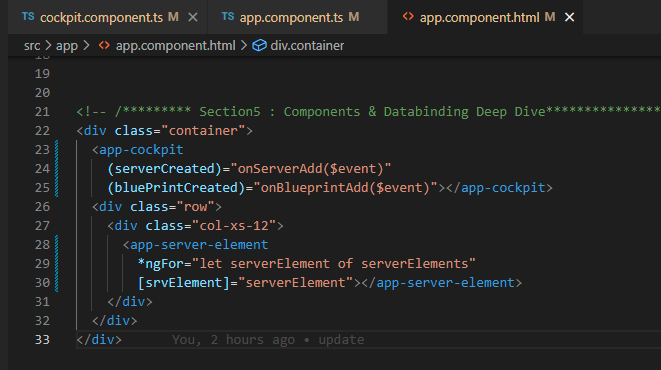 TS cockpit.component.ts M ×
TS app.component.ts M
<> app.component.html M ×
src > app > <> app.component.html > div.container
19
20
21 <!-- /********* Section5 : Components & Databinding Deep Dive***************
22 <div class="container">
23 <app-cockpit
24 (serverCreated)="onServerAdd($event)"
25 (bluePrintCreated)="onBlueprintAdd($event)"></app-cockpit>
26 <div class="row">
27 <div class="col-xs-12">
28 <app-server-element
29 *ngFor="let serverElement of serverElements"
30 [srvElement]="serverElement"></app-server-element>
31 </div>
32 </div>
33 </div> You, 2 hours ago • update